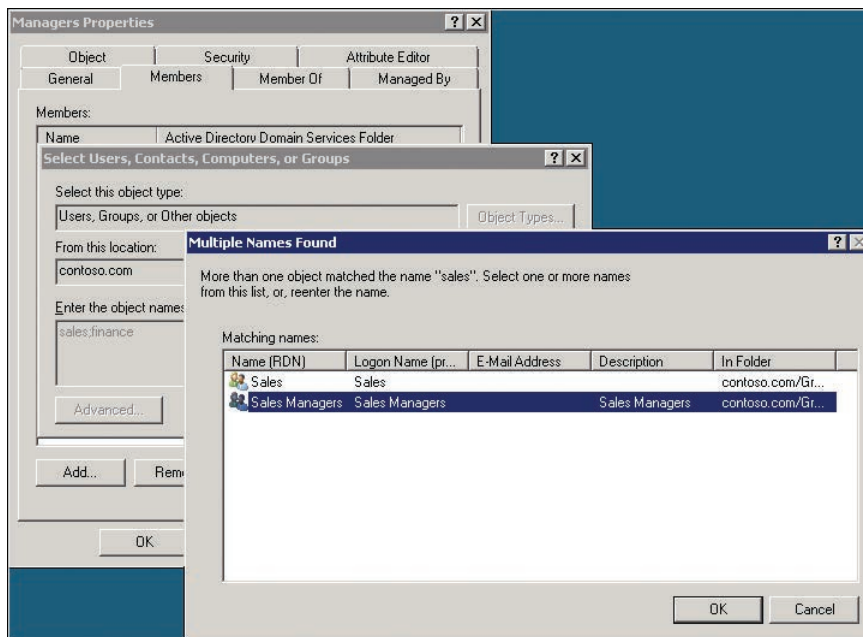 Managers Properties
Object Security Attribute Editor
General Members Member Of Managed By
Members:
Name Active Directory Domain Services Folder
Select Users, Contacts, Computers, or Groups
Select this object type:
Users, Groups, or Other objects
Object Types...
From this location:
contoso.com
Enter the object names
sales;finance
Advanced...
Add... Rem
OK
Multiple Names Found
More than one object matched the name "sales". Select one or more names
from this list, or, reenter the name.
Matching names:
Name (RDN) Logon Name (pr... E-Mail Address Description In Folder
Sales Sales contoso.com/Gr...
Sales Managers Sales Managers Sales Managers contoso.com/Gr...
OK Cancel